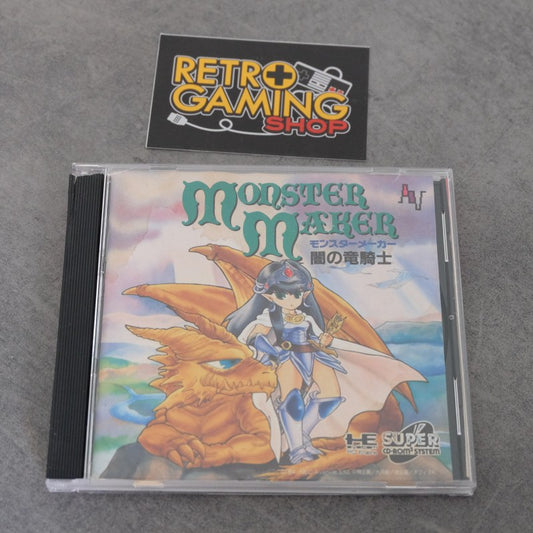 RETRO
GAMING
SHOP
MONSTER
MAKER
モンスターメーカー
闇の竜騎士
HE
SUPER
CD-ROM² SYSTEM